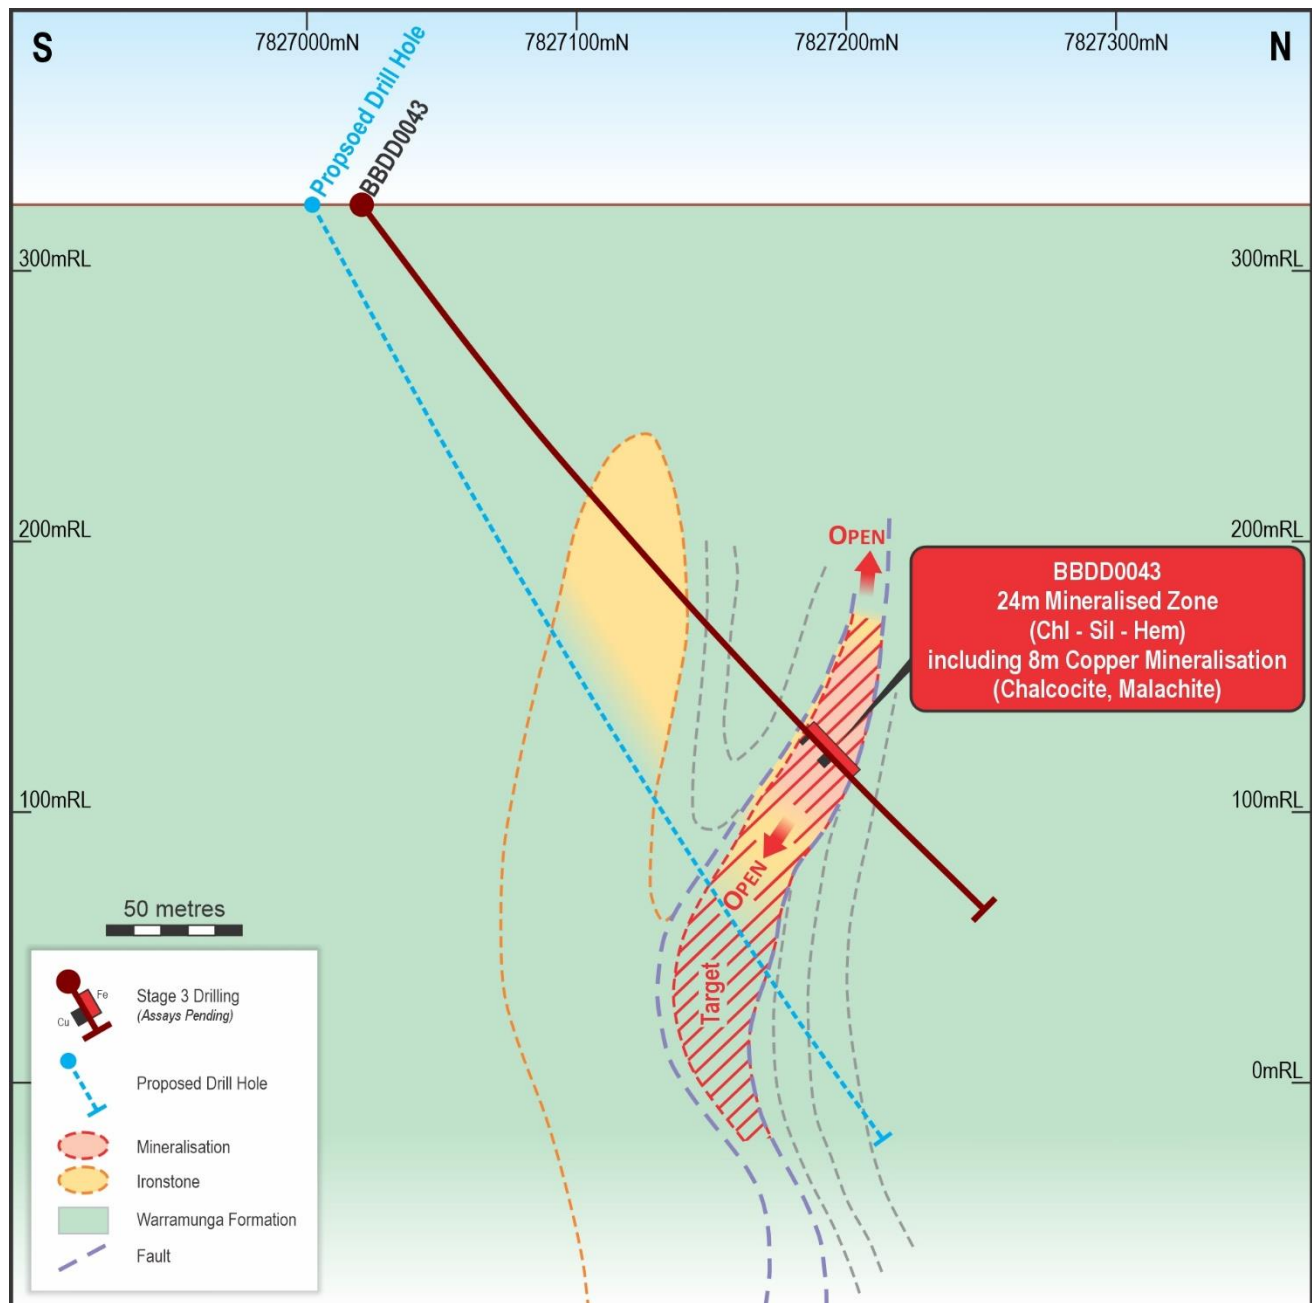 S
7827000mN
7827100mN
7827200mN
7827300mN
N
Propsoed Drill Hole
BBDD0043
300mRL
300mRL
200mRL
200mRL
OPEN
BBDD0043
24m Mineralised Zone
(Chl - Sil - Hem)
including 8m Copper Mineralisation
(Chalcocite, Malachite)
100mRL
100mRL
OPEN
Target
0mRL
50 metres
Fe
Cu
Stage 3 Drilling
(Assays Pending)
Proposed Drill Hole
Mineralisation
Ironstone
Warramunga Formation
Fault